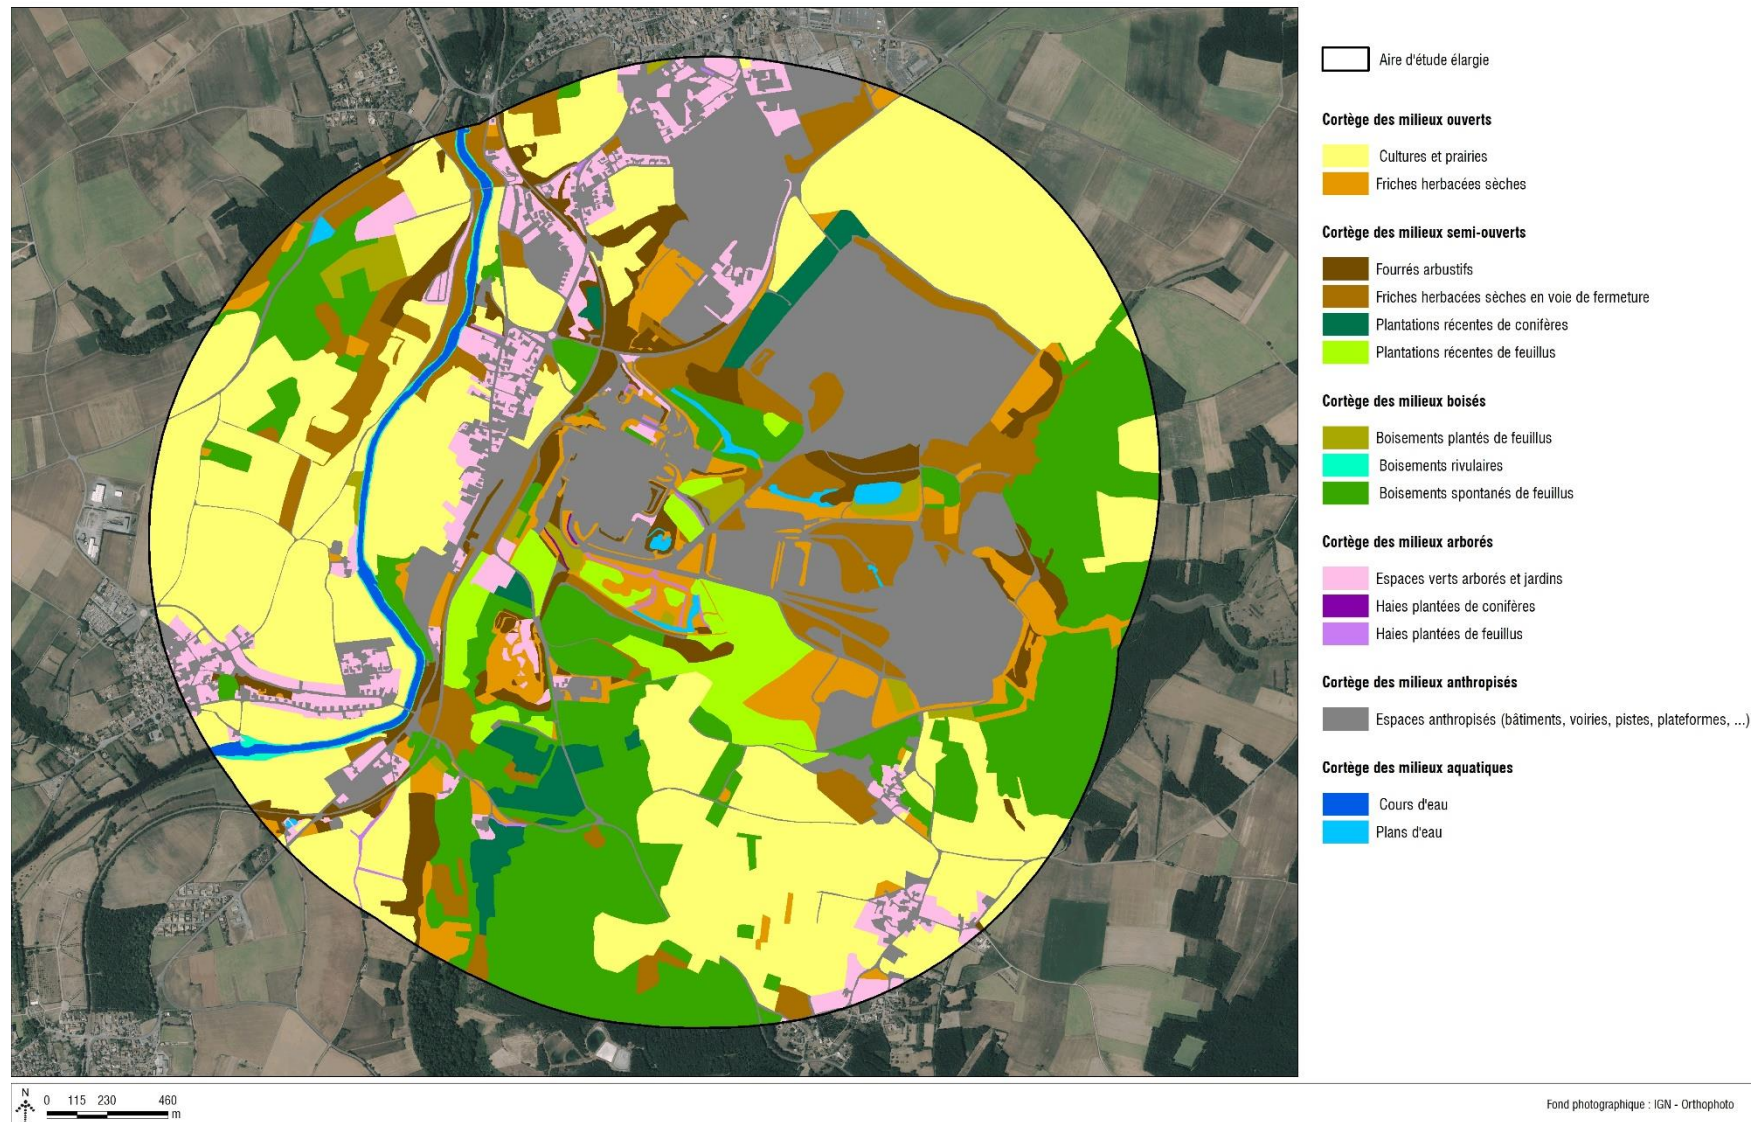 Aire d'étude élargie
Cortège des milieux ouverts
Cultures et prairies
Friches herbacées sèches
Cortège des milieux semi-ouverts
Fourrés arbustifs
Friches herbacées sèches en voie de fermeture
Plantations récentes de conifères
Plantations récentes de feuillus
Cortège des milieux boisés
Boisements plantés de feuillus
Boisements rivulaires
Boisements spontanés de feuillus
Cortège des milieux arborés
Espaces verts arborés et jardins
Haies plantées de conifères
Haies plantées de feuillus
Cortège des milieux anthropisés
Espaces anthropisés (bâtiments, voiries, pistes, plateformes, ...)
Cortège des milieux aquatiques
Cours d'eau
Plans d'eau
N
0 115 230 460
m
Fond photographique : IGN - Orthophoto